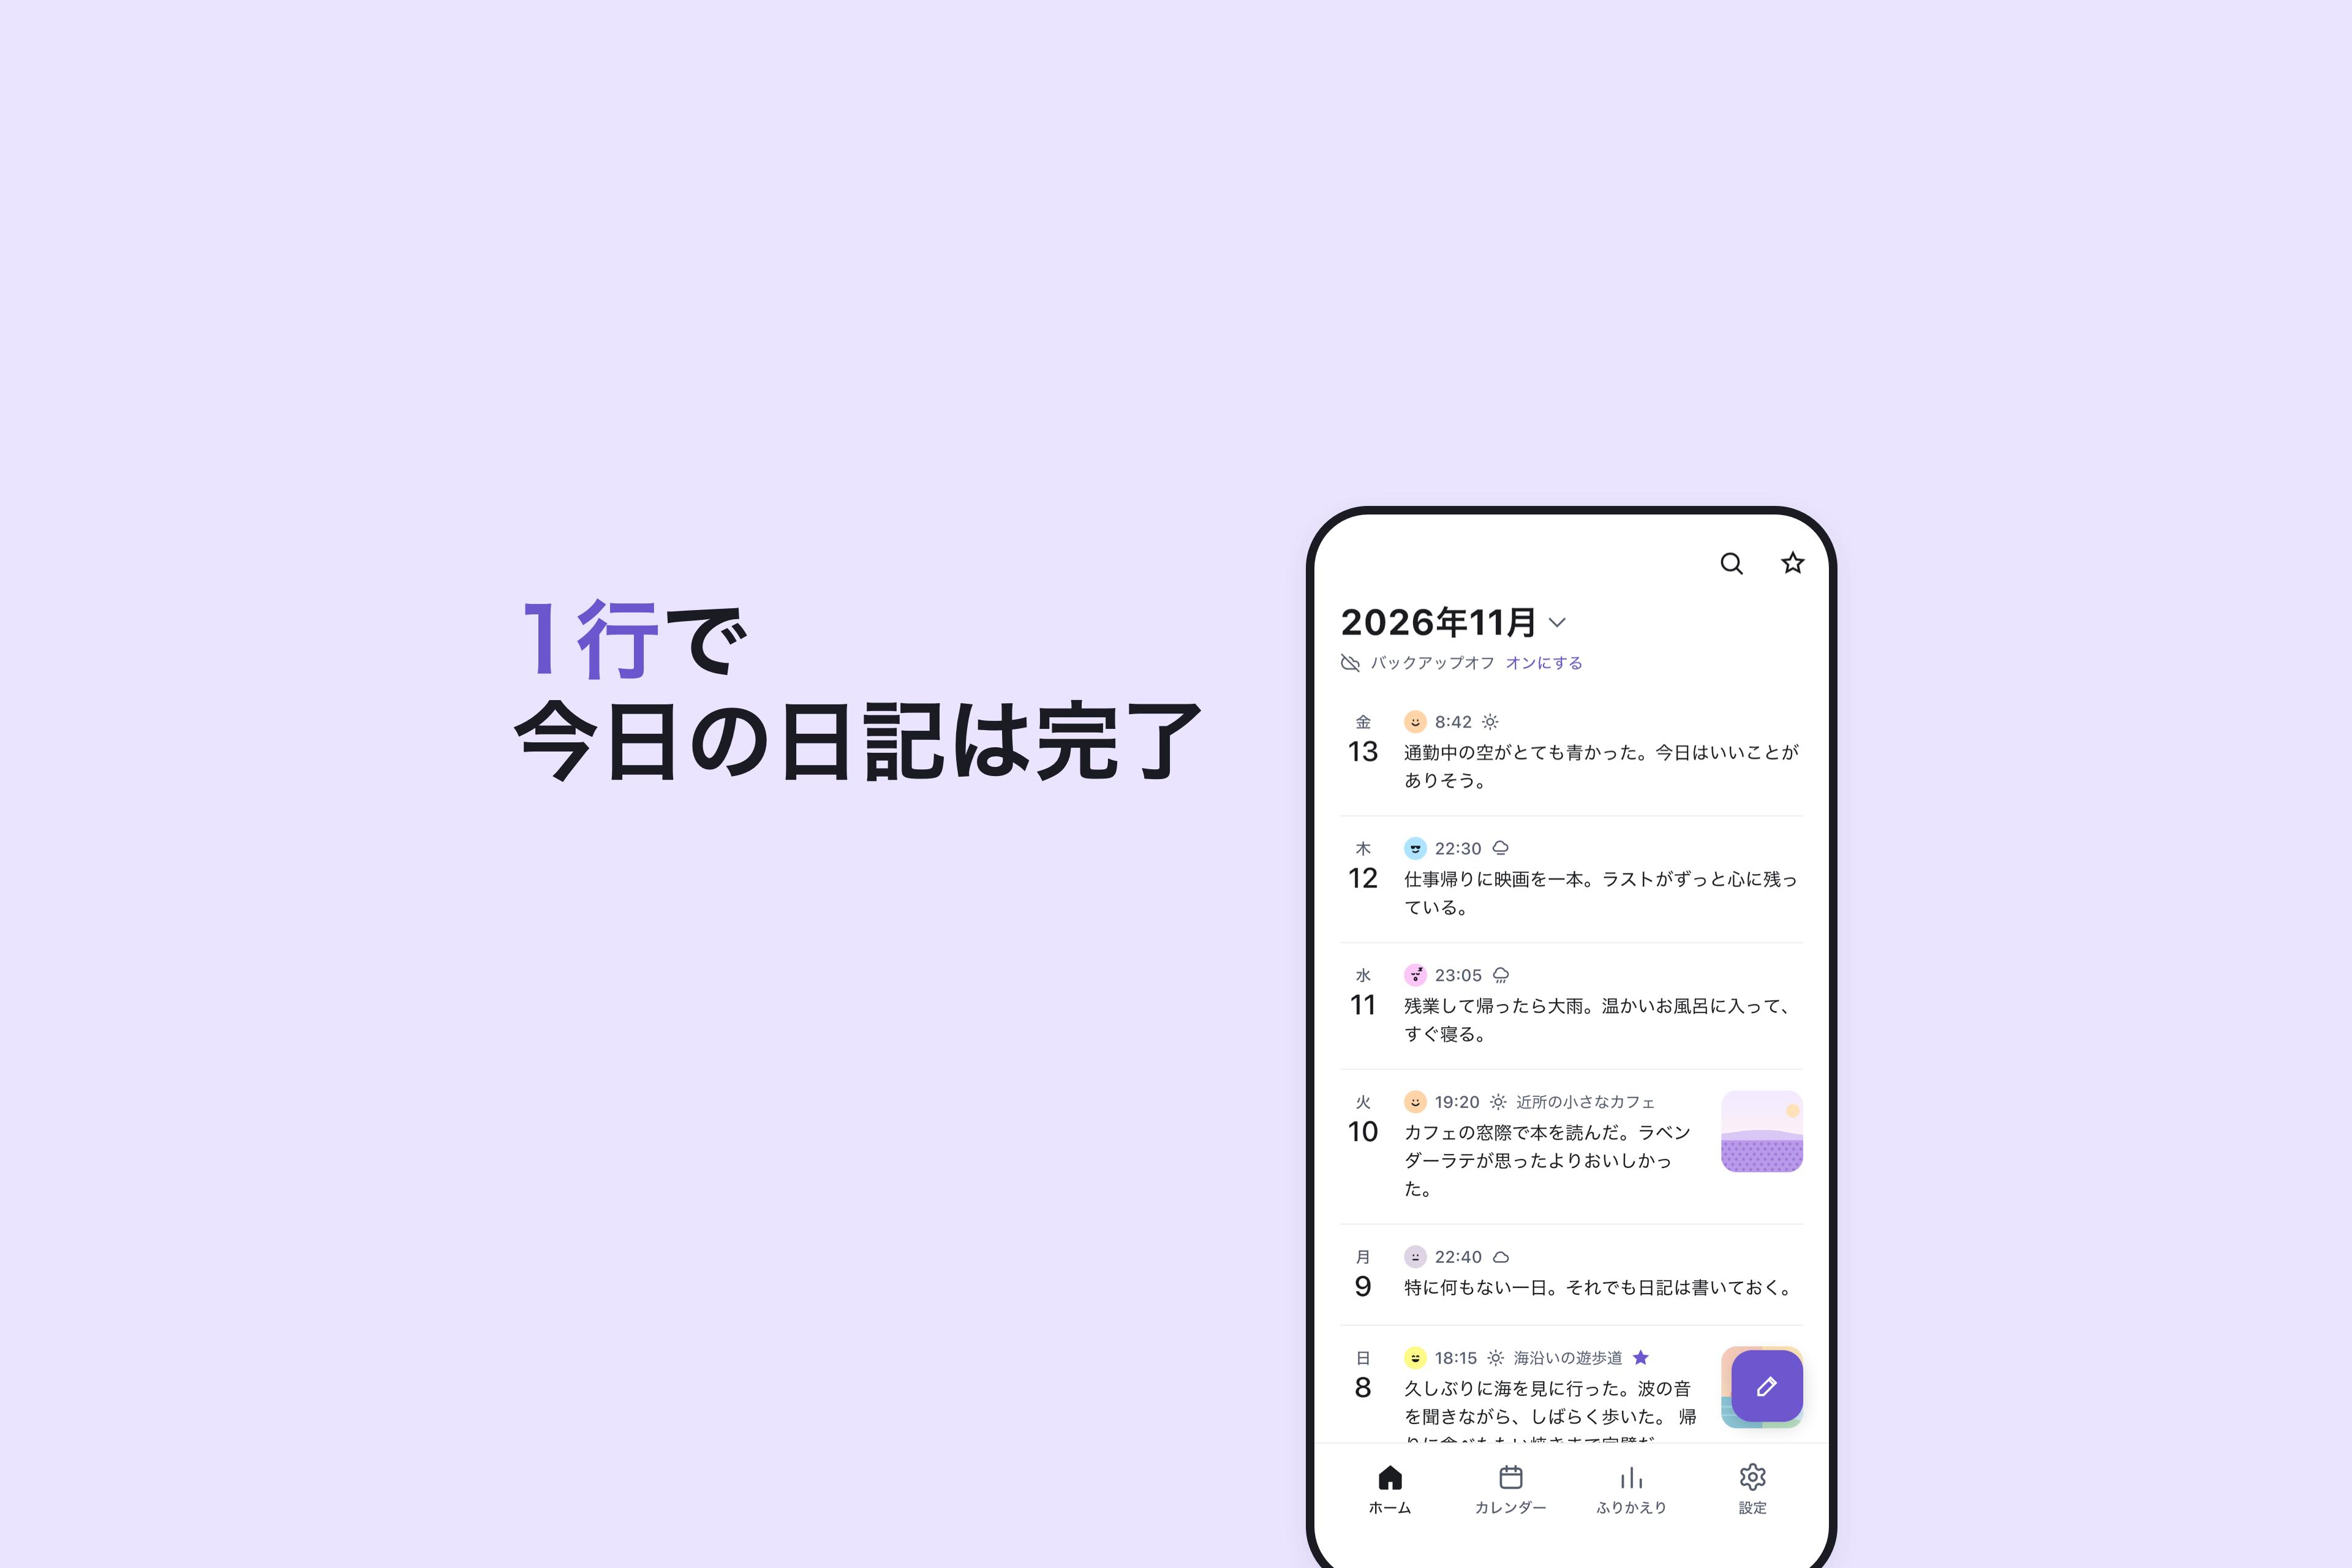 1行で
今日の日記は完了
2026年11月
バックアップオフ オンにする
金 8:42
13 通勤中の空がとても青かった。今日はいいことが
ありそう。
木 22:30
12 仕事帰りに映画を一本。ラストがずっと心に残っ
ている。
水 23:05
11 残業して帰ったら大雨。温かいお風呂に入って、
すぐ寝る。
火 19:20 近所の小さなカフェ
10 カフェの窓際で本を読んだ。ラベン
ダーラテが思ったよりおいしかっ
た。
月 22:40
9 特に何もない一日。それでも日記は書いておく。
日 18:15 海沿いの遊歩道
8 久しぶりに海を見に行った。波の音
を聞きながら、しばらく歩いた。 帰
ホーム カレンダー ふりかえり 設定